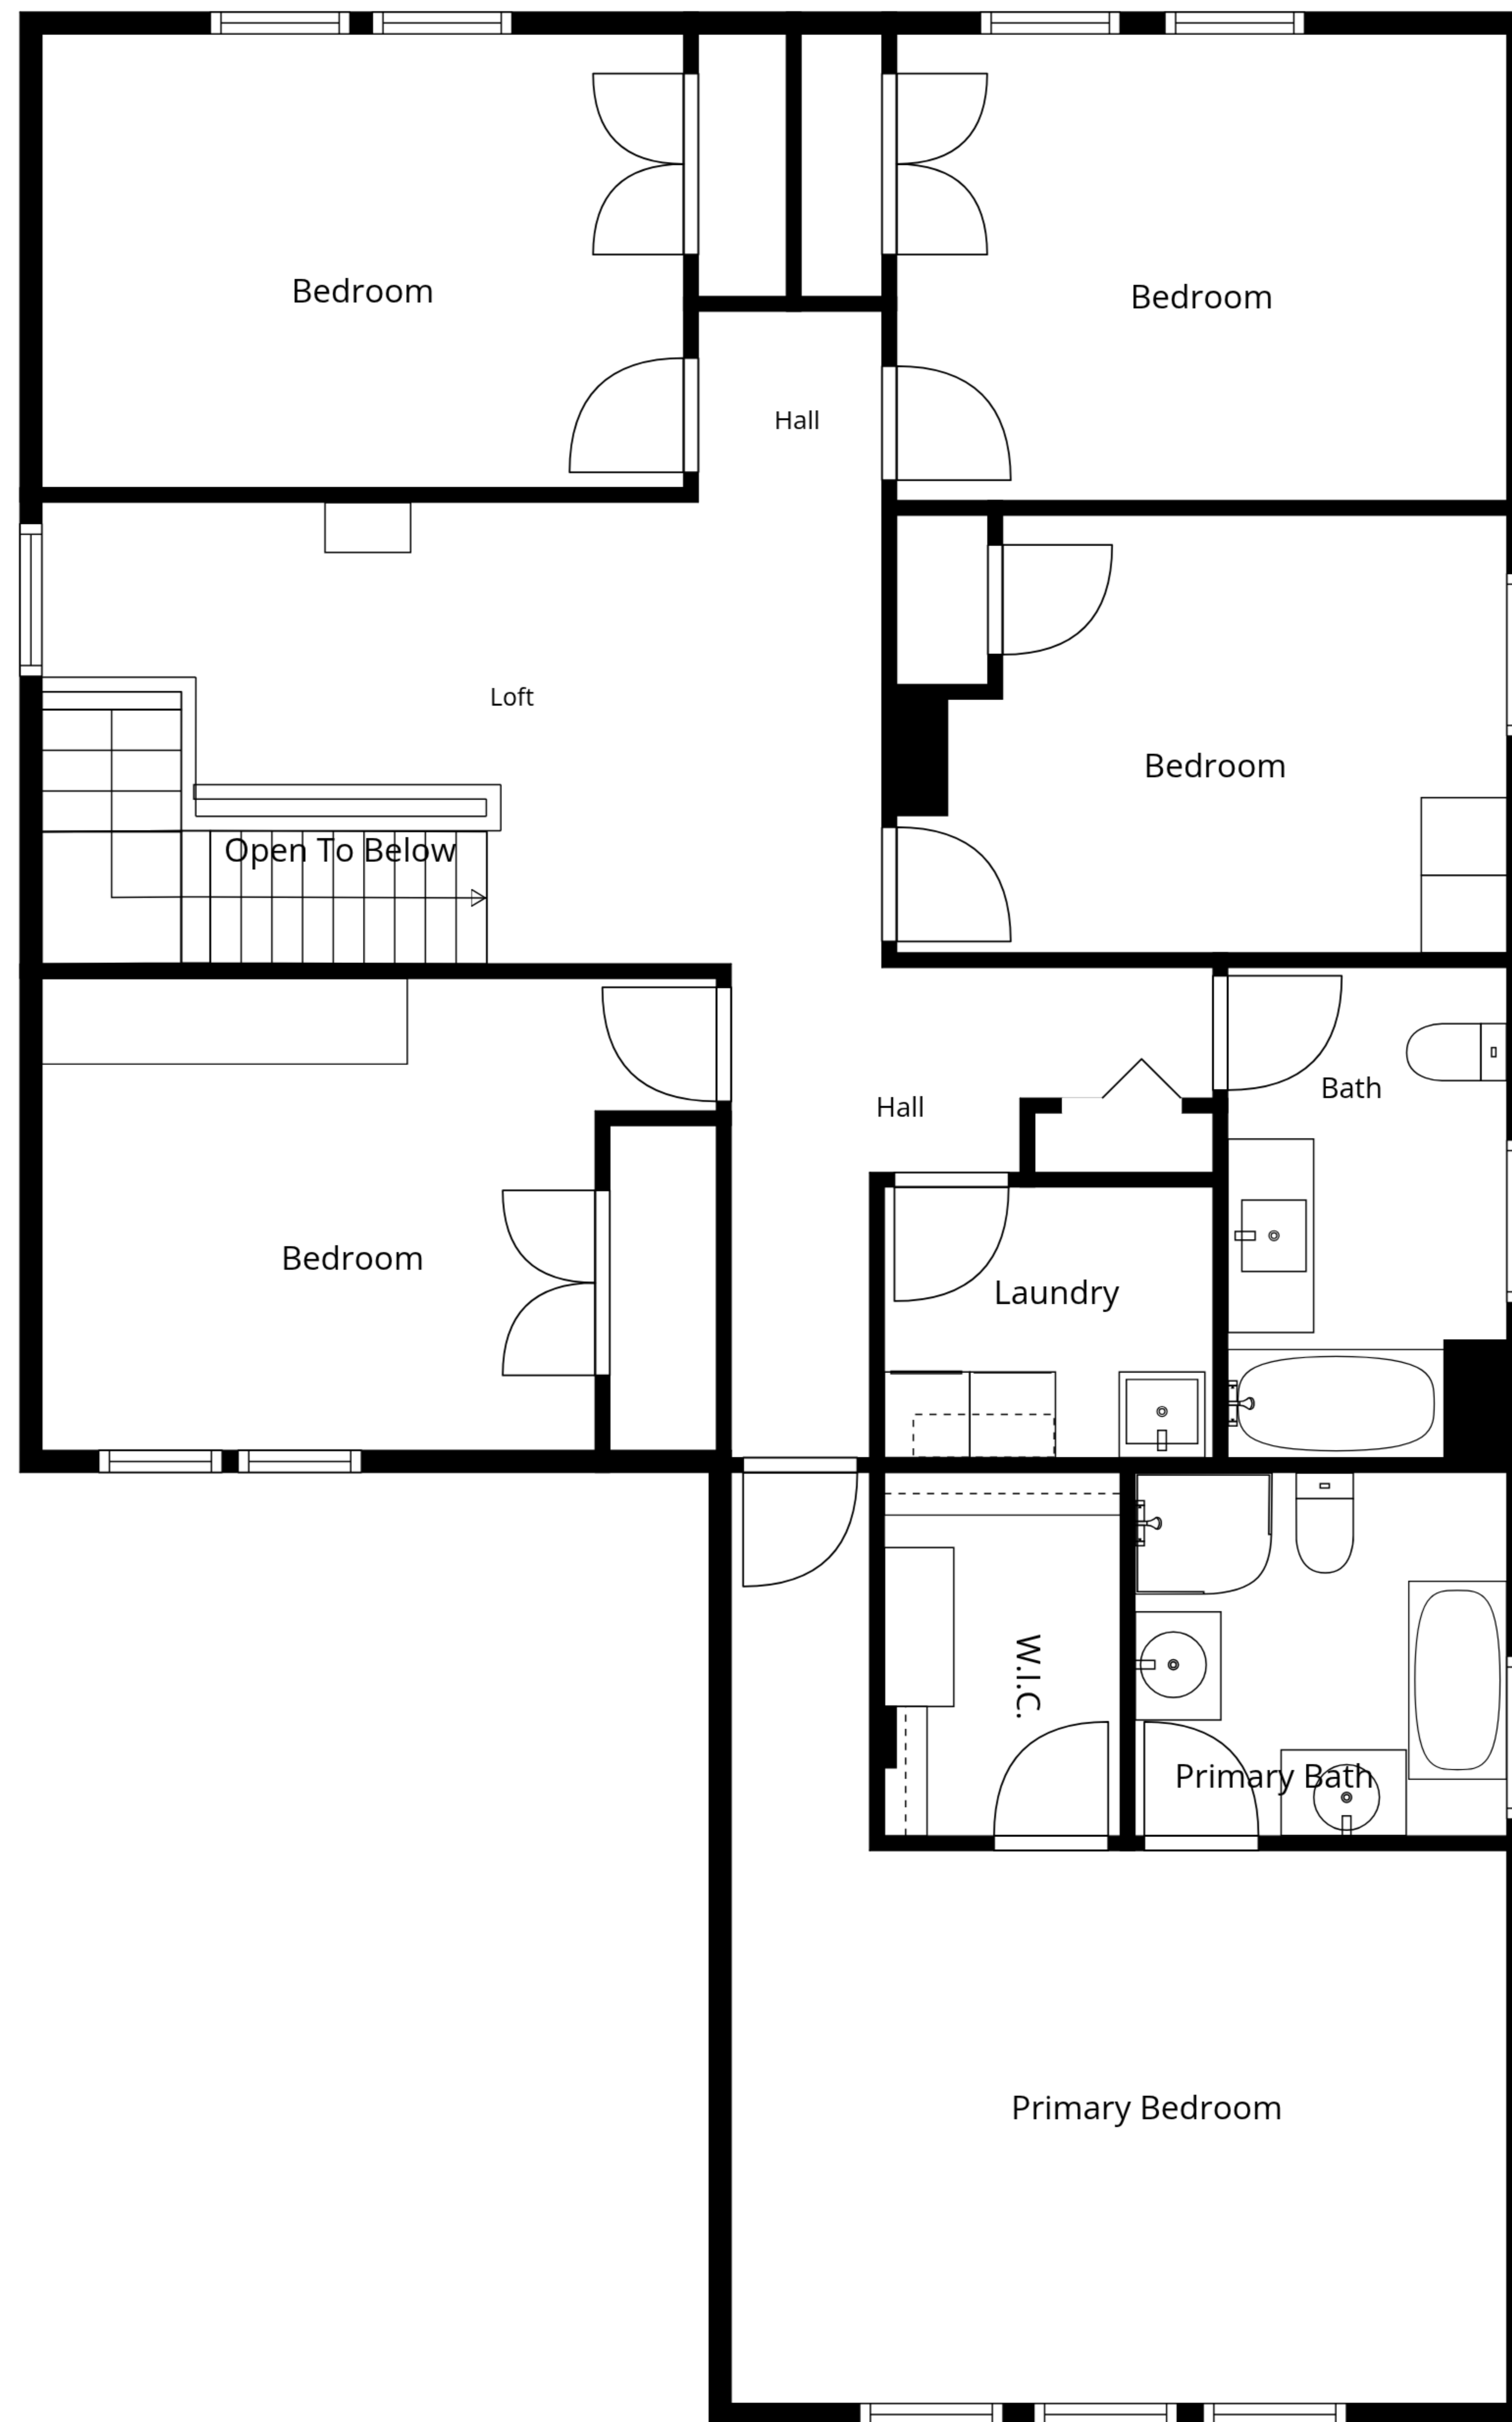 Bedroom
Bedroom
Hall
Loft
Bedroom
Open To Below
Bath
Hall
Bedroom
Laundry
W.I.C.
Primary Bath
Primary Bedroom